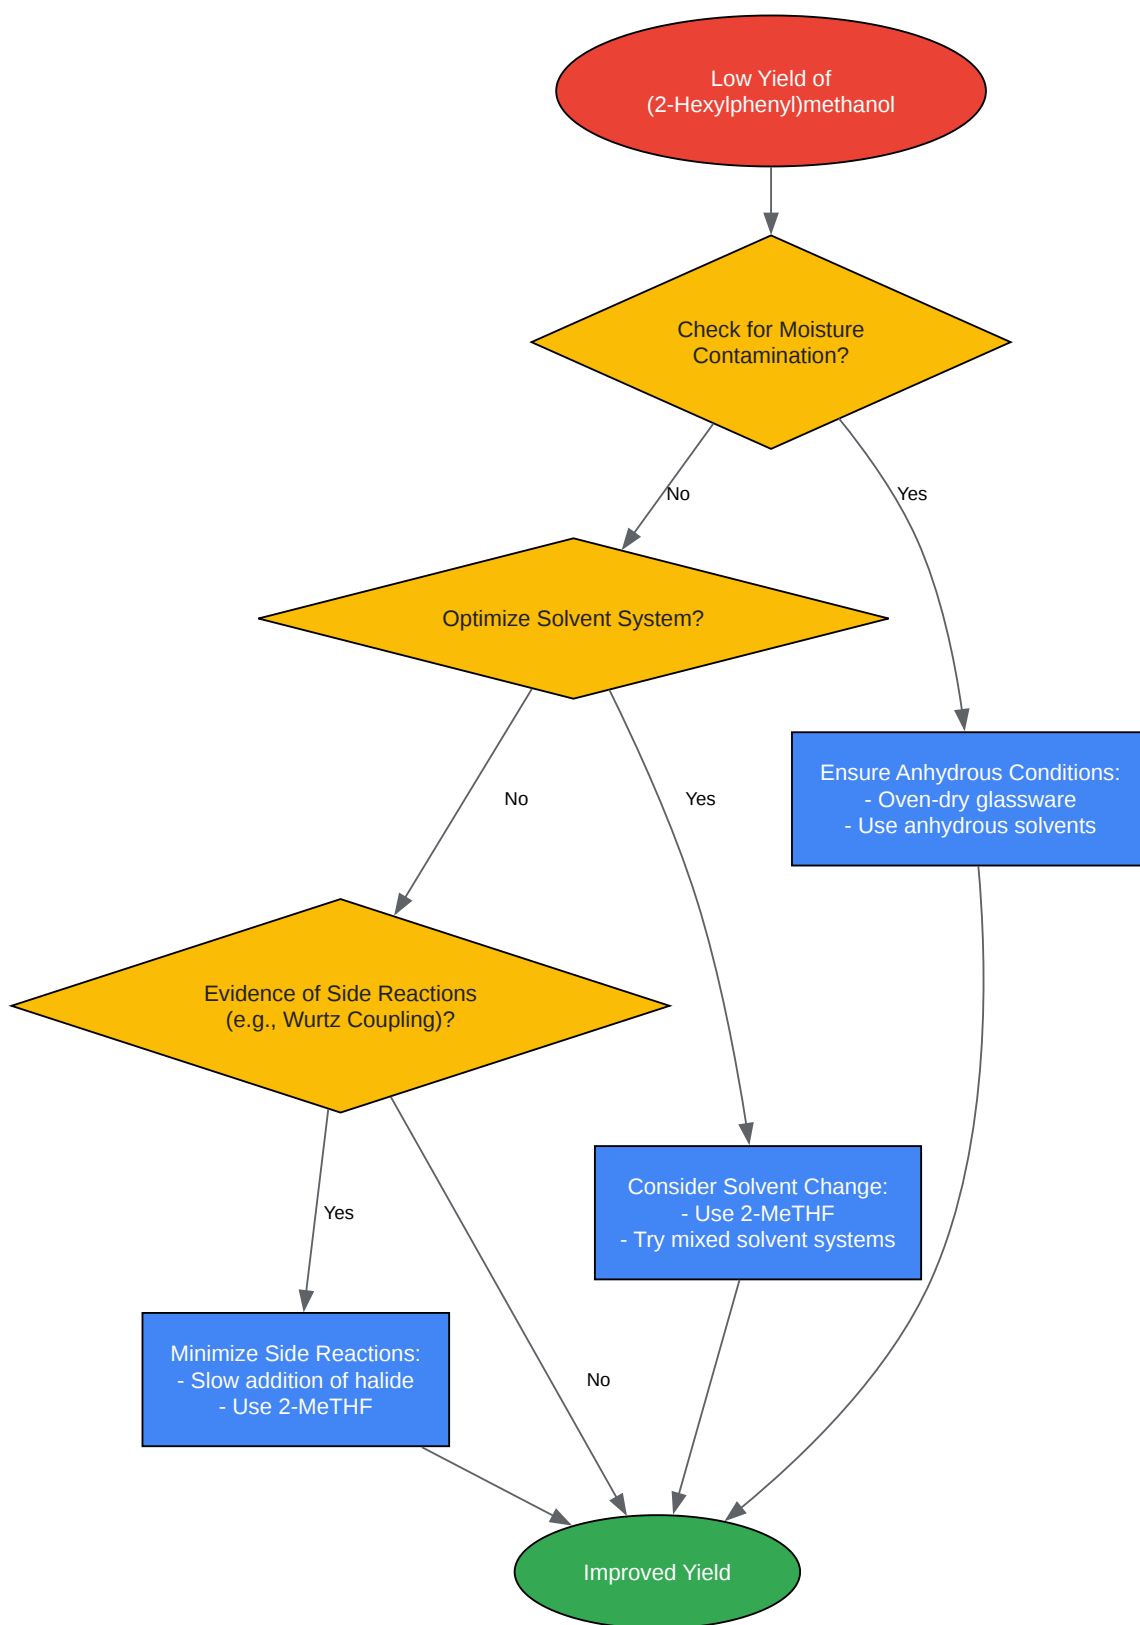 Low Yield of
(2-Hexylphenyl)methanol
Check for Moisture
Contamination?
No
Yes
Optimize Solvent System?
No
Yes
Ensure Anhydrous Conditions:
- Oven-dry glassware
- Use anhydrous solvents
Evidence of Side Reactions
(e.g., Wurtz Coupling)?
Yes
No
Consider Solvent Change:
- Use 2-MeTHF
- Try mixed solvent systems
Minimize Side Reactions:
- Slow addition of halide
- Use 2-MeTHF
Improved Yield